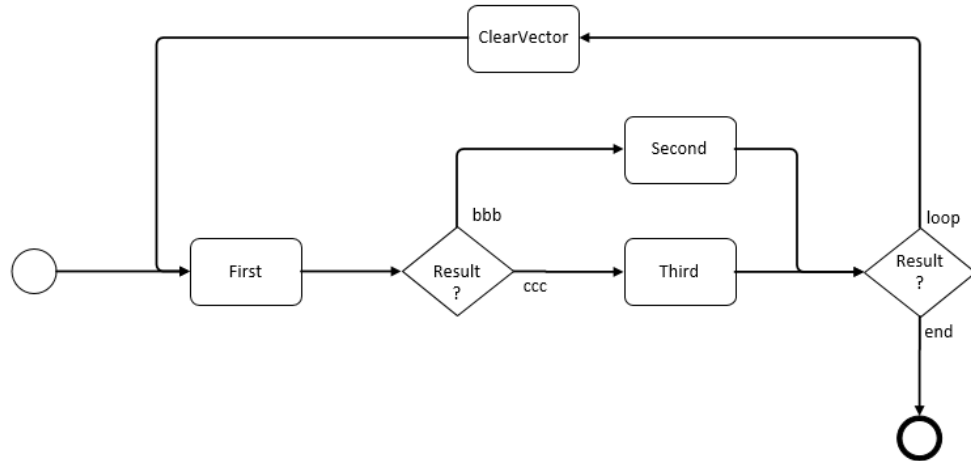 ClearVector
Second
bbb
loop
First
Result
?
ccc
Third
Result
?
end